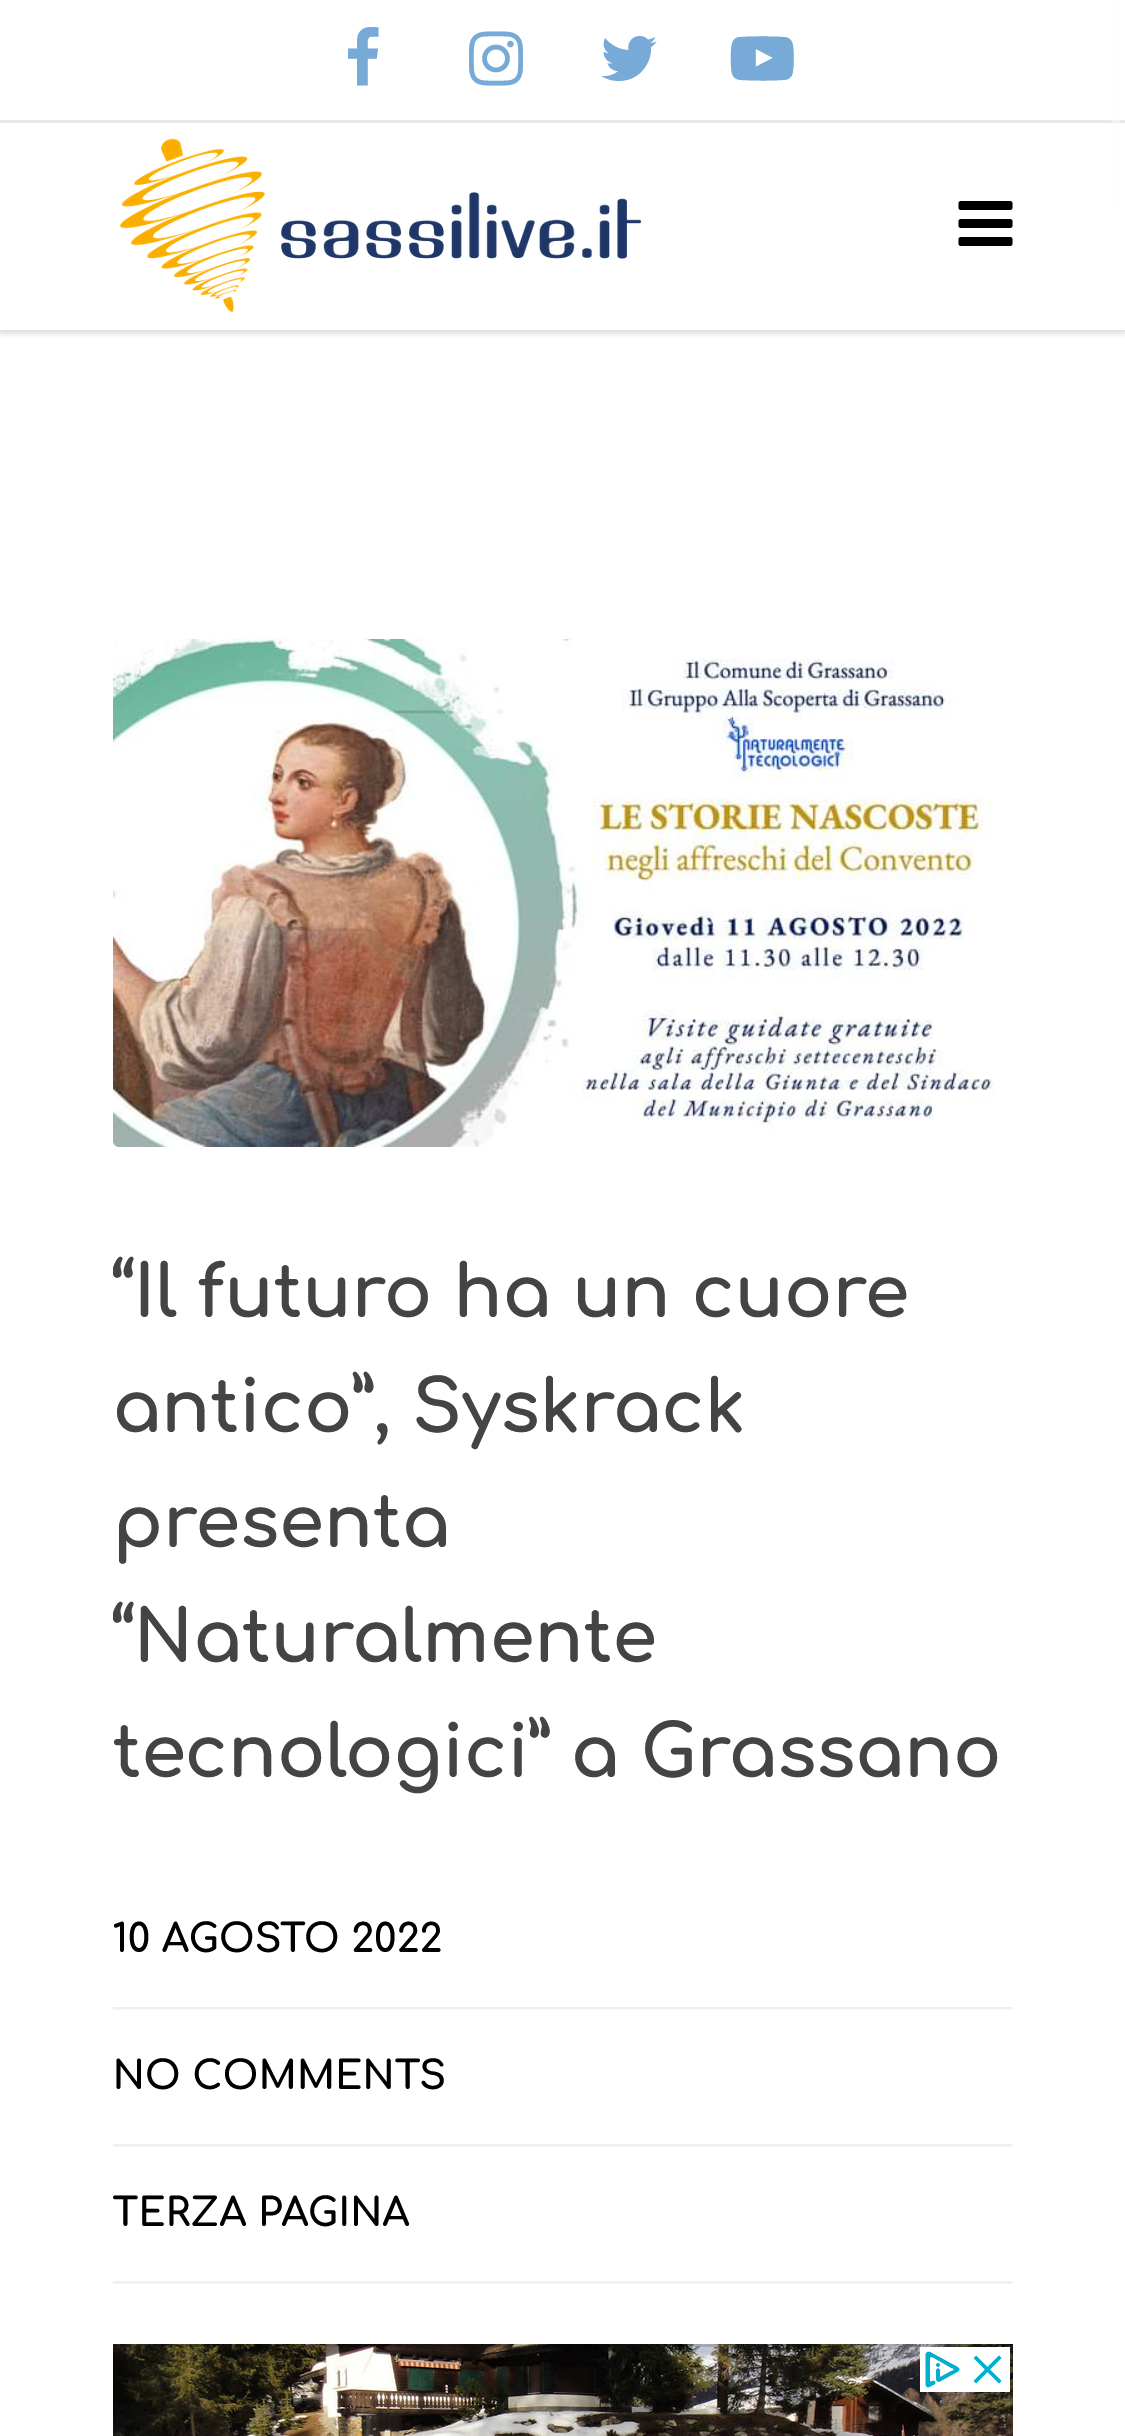 sassilive.it
Il Comune di Grassano
Il Gruppo Alla Scoperta di Grassano
NATURALMENTE
TECNOLOGICI
LE STORIE NASCOSTE
negli affreschi del Convento
Giovedì 11 AGOSTO 2022
dalle 11.30 alle 12.30
Visite guidate gratuite
agli affreschi settecenteschi
nella sala della Giunta e del Sindaco
del Municipio di Grassano
“Il futuro ha un cuore
antico”, Syskrack
presenta
“Naturalmente
tecnologici” a Grassano
10 AGOSTO 2022
NO COMMENTS
TERZA PAGINA